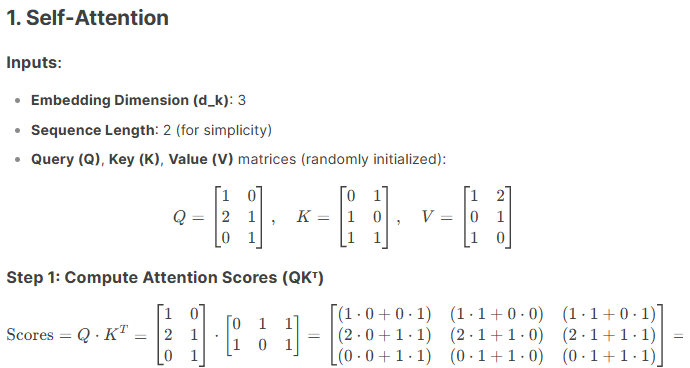 1. Self-Attention
Inputs:
• Embedding Dimension (d_k): 3
• Sequence Length: 2 (for simplicity)
• Query (Q), Key (K), Value (V) matrices (randomly initialized):
Q = [1 0; 2 1; 0 1], K = [0 1; 1 0; 1 1], V = [1 2; 0 1; 1 0]
Step 1: Compute Attention Scores (QKᵀ)
Scores = Q · Kᵀ = [1 0; 2 1; 0 1] · [0 1 1; 1 0 1] = [(1·0+0·1) (1·1+0·0) (1·1+0·1); (2·0+1·1) (2·1+1·0) (2·1+1·1); (0·0+1·1) (0·1+1·0) (0·1+1·1)] =